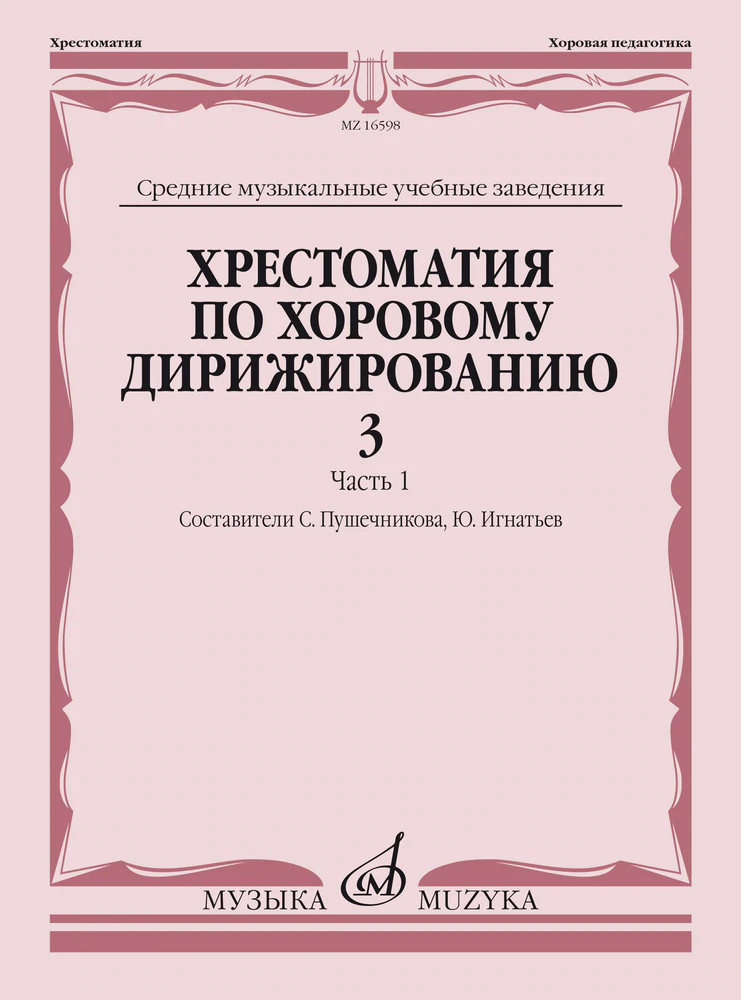 Хрестоматия
Хоровая педагогика
MZ 16598
Средние музыкальные учебные заведения
ХРЕСТОМАТИЯ
ПО ХОРОВОМУ
ДИРИЖИРОВАНИЮ
3
Часть 1
Составители С. Пушечникова, Ю. Игнатьев
МУЗЫКА М MUZYKA